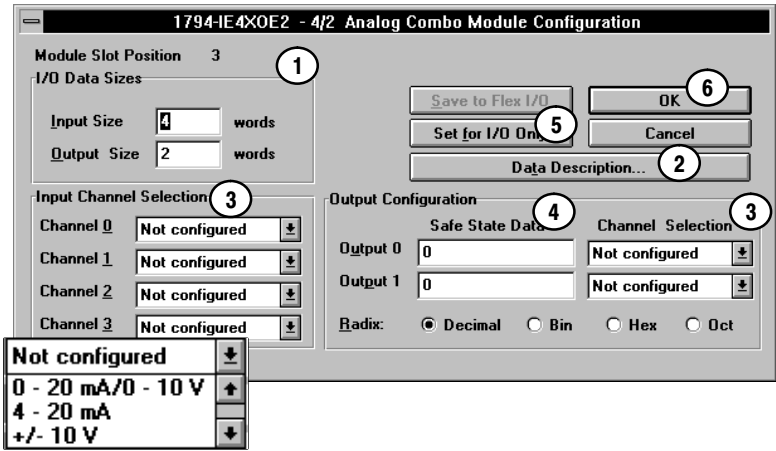 1794-IE4XOE2 - 4/2 Analog Combo Module Configuration
Module Slot Position 3
1
I/O Data Sizes
Input Size 4 words
Output Size 2 words
Save to Flex I/O
OK
6
Set for I/O Only
5
Cancel
Data Description...
2
Input Channel Selection
3
Channel 0 Not configured
Channel 1 Not configured
Channel 2 Not configured
Channel 3 Not configured
Output Configuration
4
3
Safe State Data Channel Selection
Output 0 0 Not configured
Output 1 0 Not configured
Radix: Decimal Bin Hex Oct
Not configured
0 - 20 mA/0 - 10 V
4 - 20 mA
+/- 10 V